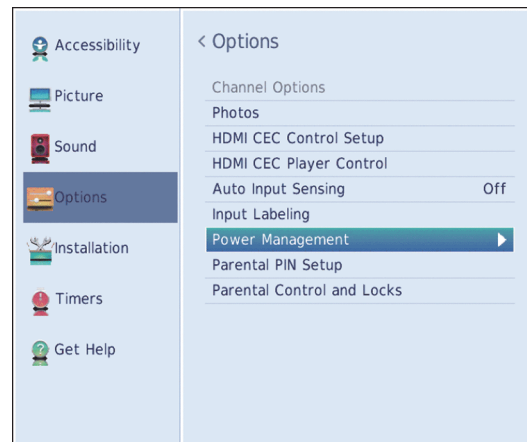 Accessibility
Picture
Sound
Options
Installation
Timers
Get Help
< Options
Channel Options
Photos
HDMI CEC Control Setup
HDMI CEC Player Control
Auto Input Sensing Off
Input Labeling
Power Management
Parental PIN Setup
Parental Control and Locks